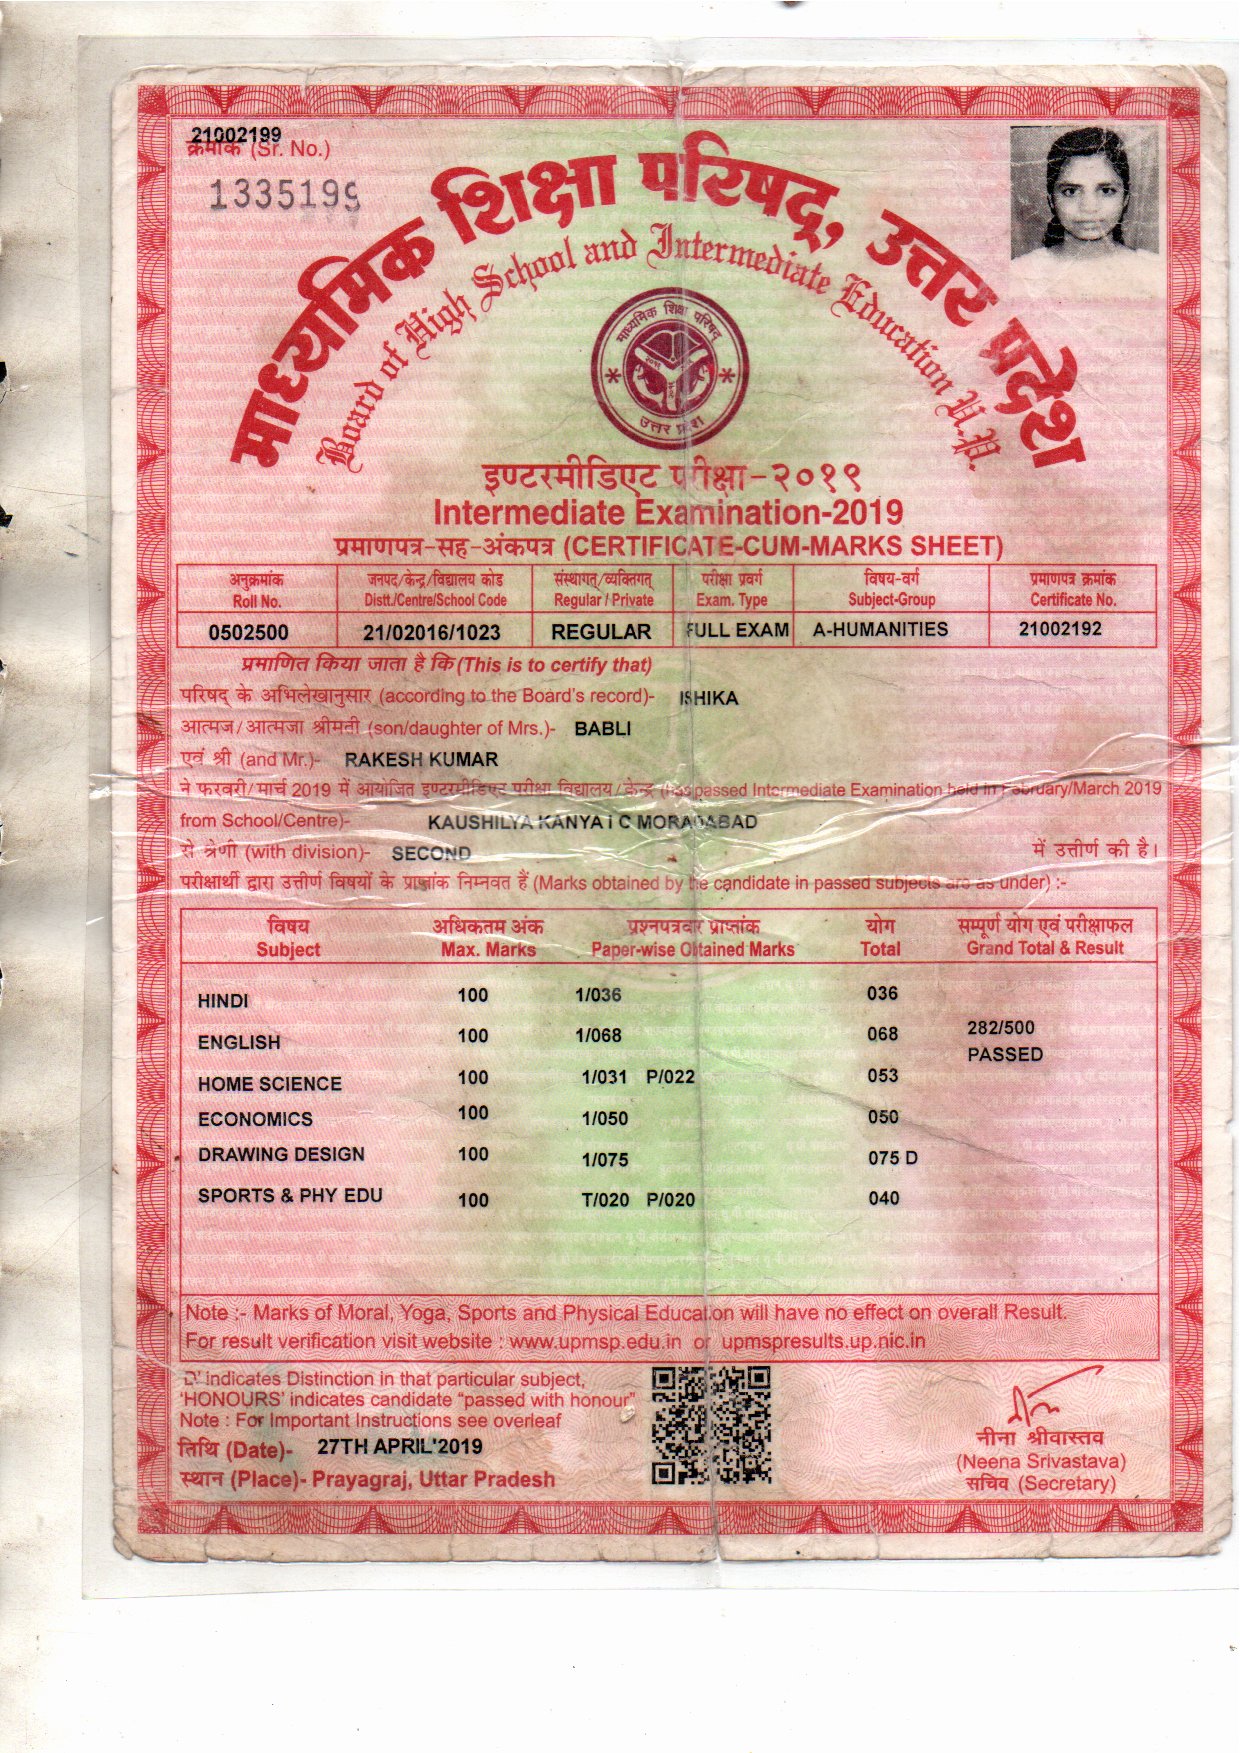 21002199
क्रमांक (Sr. No.)
1335199
माध्यमिक शिक्षा परिषद्, उत्तर प्रदेश
Board of High School and Intermediate Education U.P.
माध्यमिक शिक्षा परिषद्
उत्तर प्रदेश
इण्टरमीडिएट परीक्षा-२०१९
Intermediate Examination-2019
प्रमाणपत्र-सह-अंकपत्र (CERTIFICATE-CUM-MARKS SHEET)
अनुक्रमांक जनपद/केन्द्र/विद्यालय कोड संस्थागत/व्यक्तिगत परीक्षा प्रवर्ग विषय-वर्ग प्रमाणपत्र क्रमांक
Roll No. Distt./Centre/School Code Regular / Private Exam. Type Subject-Group Certificate No.
0502500 21/02016/1023 REGULAR FULL EXAM A-HUMANITIES 21002192
प्रमाणित किया जाता है कि (This is to certify that)
परिषद् के अभिलेखानुसार (according to the Board's record)- ISHIKA
आत्मज/आत्मजा श्रीमती (son/daughter of Mrs.)- BABLI
एवं श्री (and Mr.)- RAKESH KUMAR
ने फरवरी/मार्च 2019 में आयोजित इण्टरमीडिएट परीक्षा विद्यालय/केन्द्र (has passed Intermediate Examination held in February/March 2019
from School/Centre)- KAUSHILYA KANYA I C MORADABAD
से श्रेणी (with division)- SECOND में उत्तीर्ण की है।
परीक्षार्थी द्वारा उत्तीर्ण विषयों के प्राप्तांक निम्नवत हैं (Marks obtained by the candidate in passed subjects are as under) :-
विषय अधिकतम अंक प्रश्नपत्रवार प्राप्तांक योग सम्पूर्ण योग एवं परीक्षाफल
Subject Max. Marks Paper-wise Obtained Marks Total Grand Total & Result
HINDI 100 1/036 036
ENGLISH 100 1/068 068 282/500
PASSED
HOME SCIENCE 100 1/031 P/022 053
ECONOMICS 100 1/050 050
DRAWING DESIGN 100 1/075 075 D
SPORTS & PHY EDU 100 T/020 P/020 040
Note :- Marks of Moral, Yoga, Sports and Physical Education will have no effect on overall Result.
For result verification visit website : www.upmsp.edu.in or upmspresults.up.nic.in
'D' indicates Distinction in that particular subject,
'HONOURS' indicates candidate "passed with honour"
Note : For Important Instructions see overleaf
तिथि (Date)- 27TH APRIL'2019
स्थान (Place)- Prayagraj, Uttar Pradesh
नीना श्रीवास्तव
(Neena Srivastava)
सचिव (Secretary)